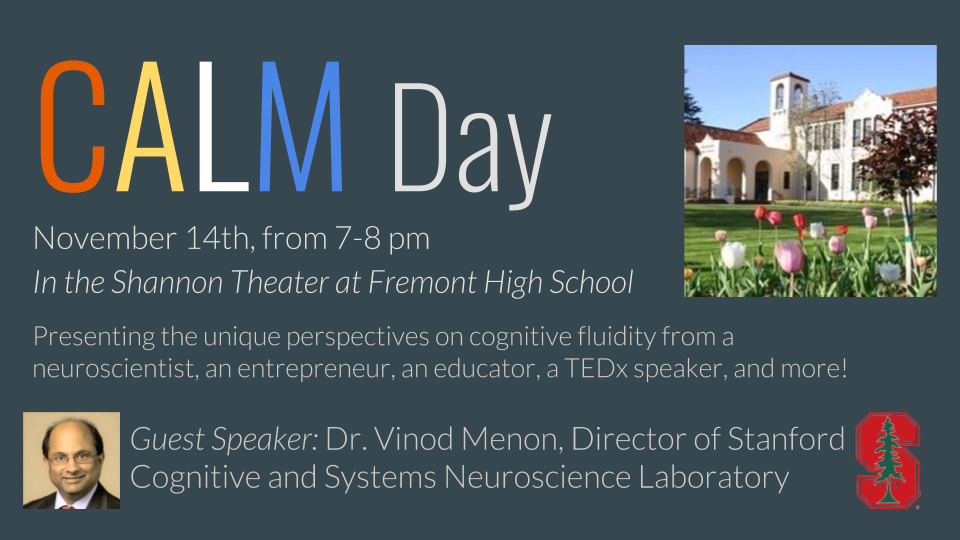 CALM Day
November 14th, from 7-8 pm
In the Shannon Theater at Fremont High School
Presenting the unique perspectives on cognitive fluidity from a
neuroscientist, an entrepreneur, an educator, a TEDx speaker, and more!
Guest Speaker: Dr. Vinod Menon, Director of Stanford
Cognitive and Systems Neuroscience Laboratory
S